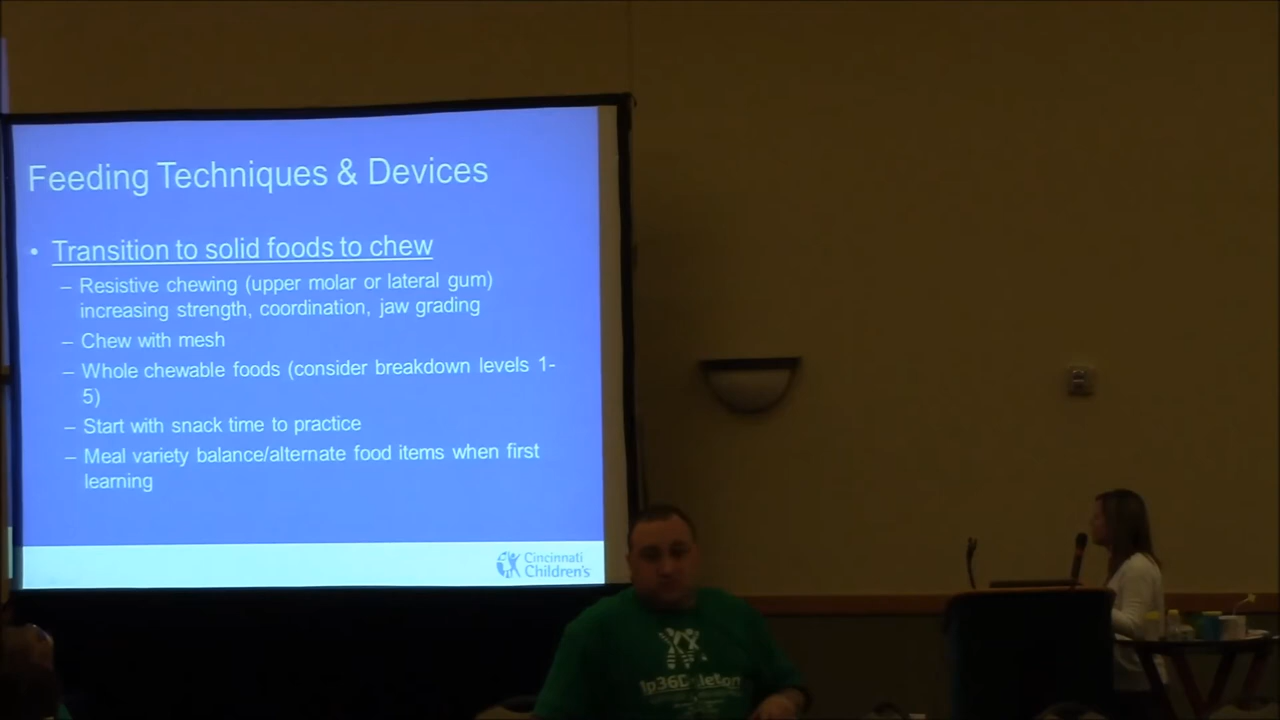 Feeding Techniques & Devices
• Transition to solid foods to chew
– Resistive chewing (upper molar or lateral gum)
increasing strength, coordination, jaw grading
– Chew with mesh
– Whole chewable foods (consider breakdown levels 1-
5)
– Start with snack time to practice
– Meal variety balance/alternate food items when first
learning
Cincinnati
Children's